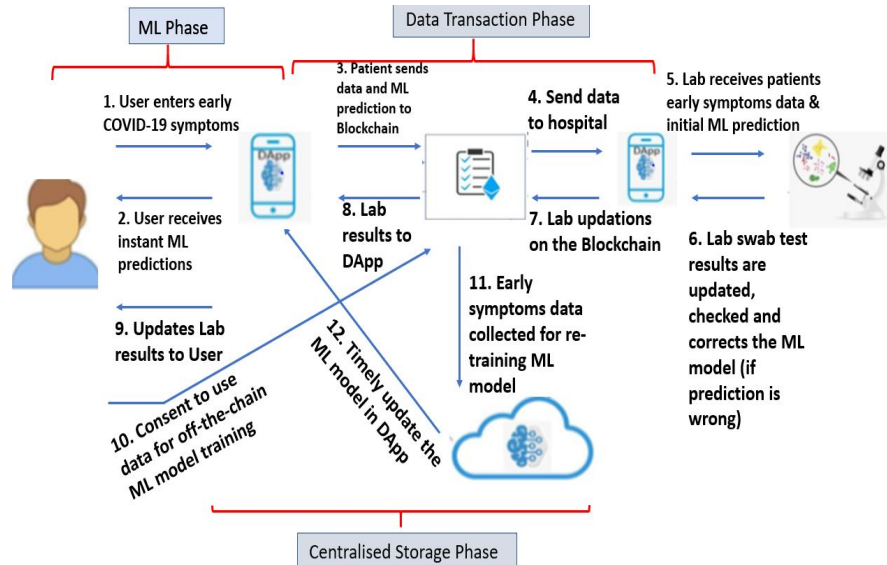 ML Phase
Data Transaction Phase
1. User enters early
COVID-19 symptoms
3. Patient sends
data and ML
prediction to
Blockchain
4. Send data
to hospital
5. Lab receives patients
early symptoms data &
initial ML prediction
DApp
DApp
2. User receives
instant ML
predictions
8. Lab
results to
DApp
7. Lab updations
on the Blockchain
6. Lab swab test
results are
updated,
checked and
corrects the ML
model (if
prediction is
wrong)
9. Updates Lab
results to User
10. Consent to use
data for off-the-chain
ML model training
11. Early
symptoms data
collected for re-
training ML
model
12. Timely update the
ML model in DApp
Centralised Storage Phase